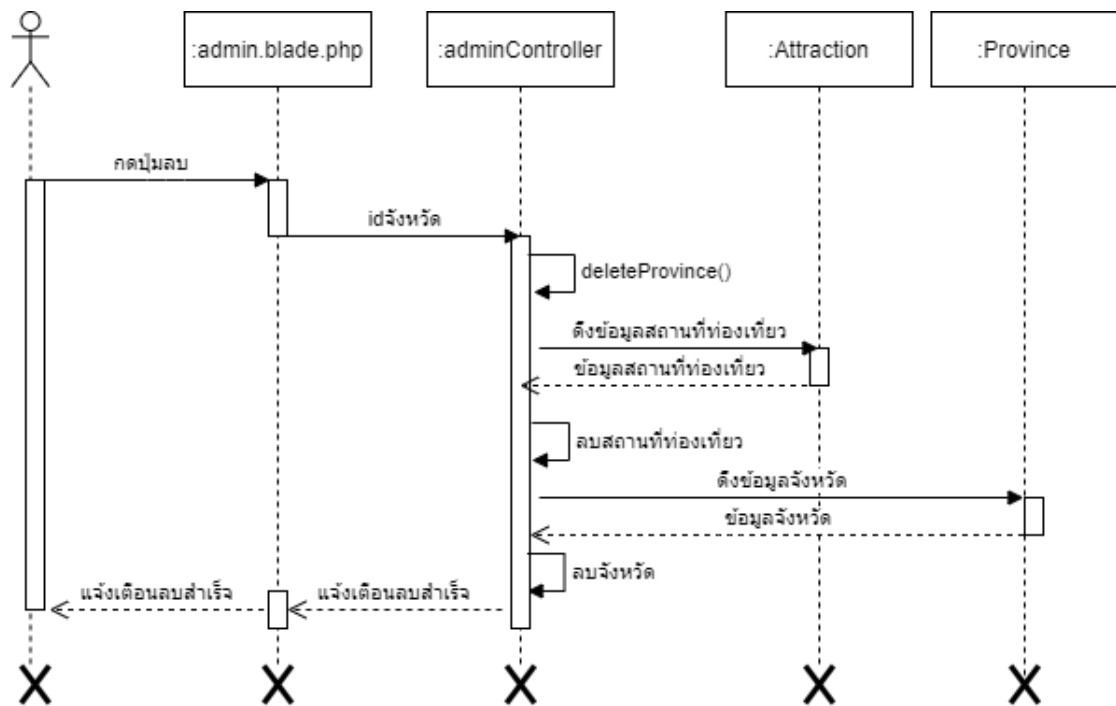 :admin.blade.php
:adminController
:Attraction
:Province
กดปุ่มลบ
idจังหวัด
deleteProvince()
ดึงข้อมูลสถานที่ท่องเที่ยว
ข้อมูลสถานที่ท่องเที่ยว
ลบสถานที่ท่องเที่ยว
ดึงข้อมูลจังหวัด
ข้อมูลจังหวัด
ลบจังหวัด
แจ้งเตือนลบสำเร็จ
แจ้งเตือนลบสำเร็จ